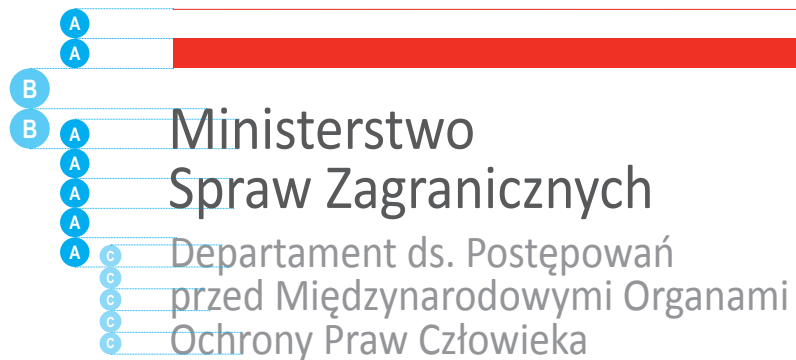 A
A
B
B
A
A
A
A
A
Ministerstwo
Spraw Zagranicznych
C
C
C
C
C
Departament ds. Postępowań
przed Międzynarodowymi Organami
Ochrony Praw Człowieka